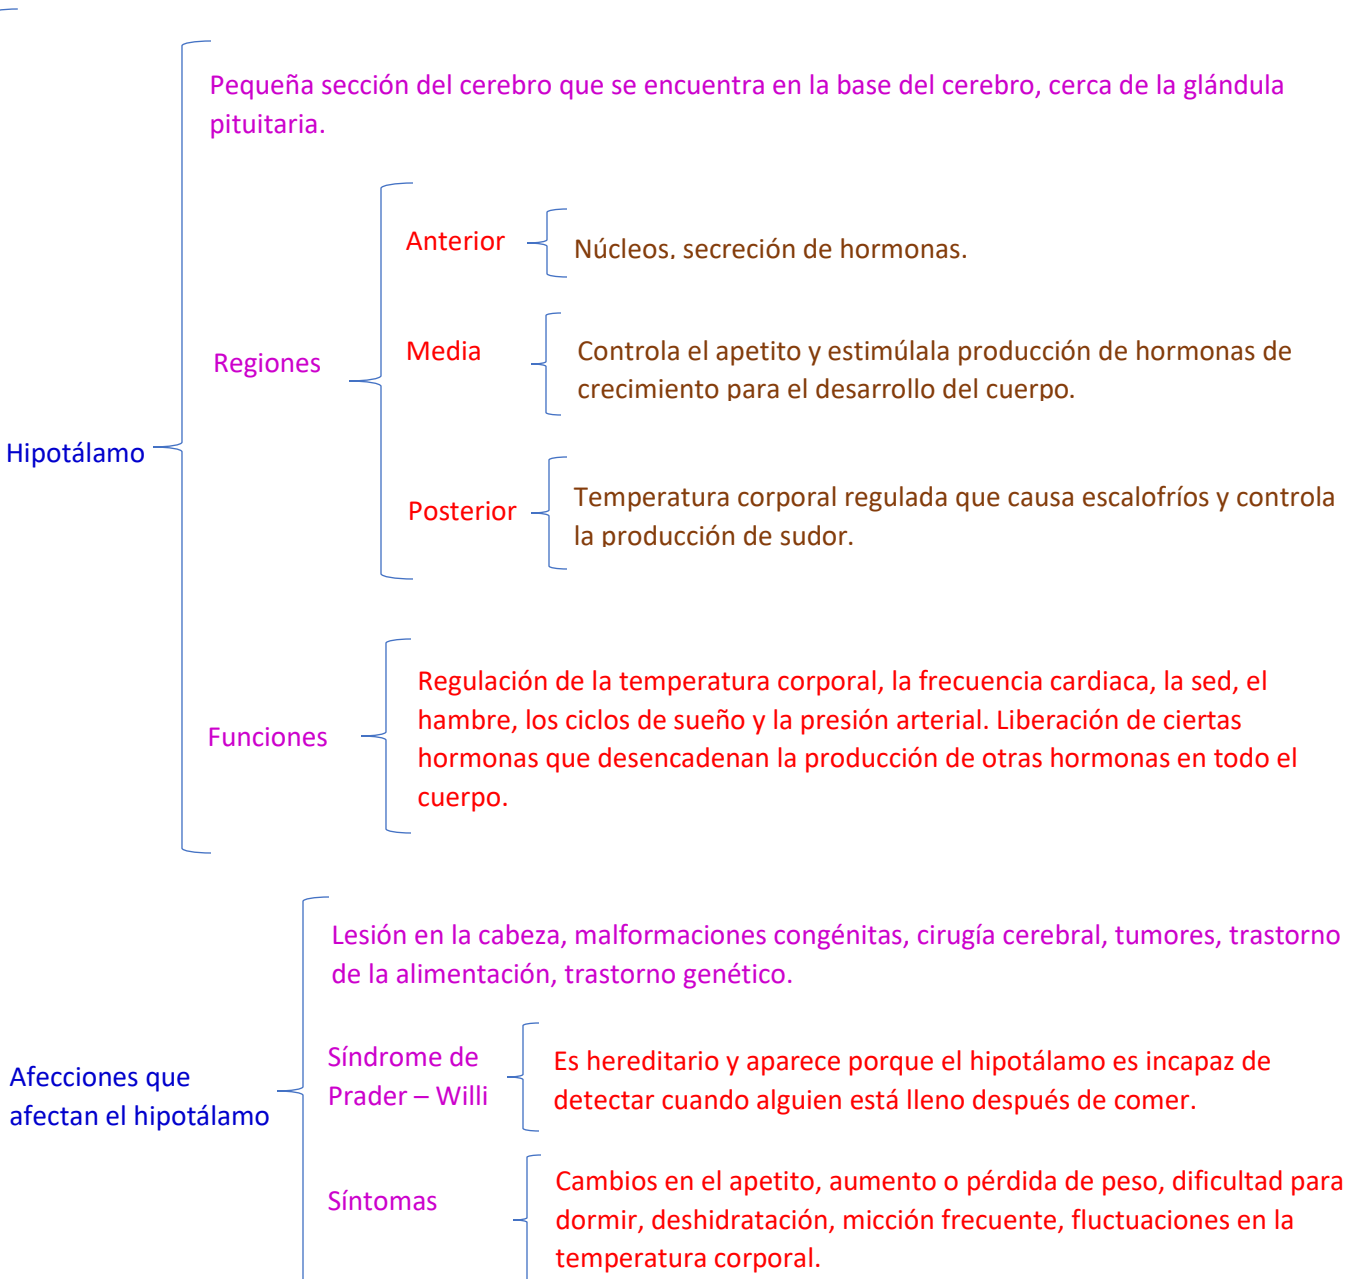 Pequeña sección del cerebro que se encuentra en la base del cerebro, cerca de la glándula
pituitaria.
Anterior
Núcleos, secreción de hormonas.
Regiones
Media
Controla el apetito y estimúlala producción de hormonas de
crecimiento para el desarrollo del cuerpo.
Hipotálamo
Posterior
Temperatura corporal regulada que causa escalofríos y controla
la producción de sudor.
Funciones
Regulación de la temperatura corporal, la frecuencia cardiaca, la sed, el
hambre, los ciclos de sueño y la presión arterial. Liberación de ciertas
hormonas que desencadenan la producción de otras hormonas en todo el
cuerpo.
Afecciones que
afectan el hipotálamo
Lesión en la cabeza, malformaciones congénitas, cirugía cerebral, tumores, trastorno
de la alimentación, trastorno genético.
Síndrome de
Prader – Willi
Es hereditario y aparece porque el hipotálamo es incapaz de
detectar cuando alguien está lleno después de comer.
Síntomas
Cambios en el apetito, aumento o pérdida de peso, dificultad para
dormir, deshidratación, micción frecuente, fluctuaciones en la
temperatura corporal.